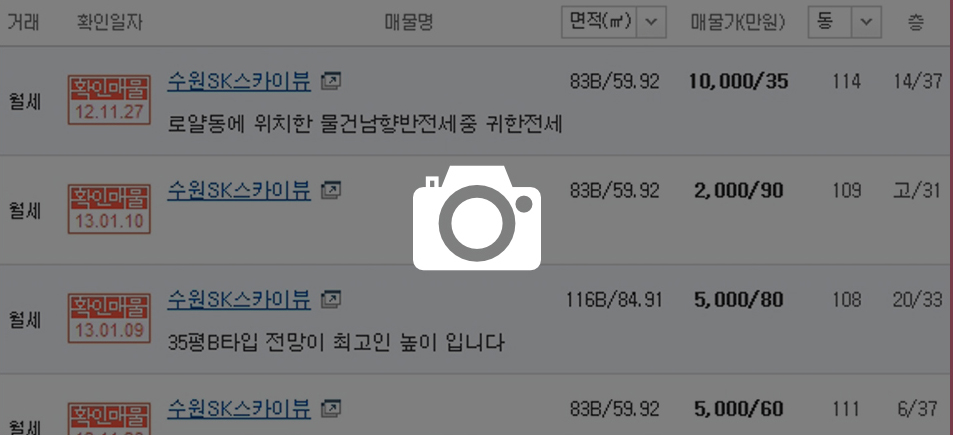 거래 확인일자 매물명 면적(㎡) 매물가(만원) 동 층
월세 확인매물 12.11.27 수원SK스카이뷰 83B/59.92 10,000/35 114 14/37
로얄동에 위치한 물건남향반전세중 귀한전세
월세 확인매물 13.01.10 수원SK스카이뷰 83B/59.92 2,000/90 109 고/31
월세 확인매물 13.01.09 수원SK스카이뷰 116B/84.91 5,000/80 108 20/33
35평B타입 전망이 최고인 높이 입니다
월세 확인매물 수원SK스카이뷰 83B/59.92 5,000/60 111 6/37